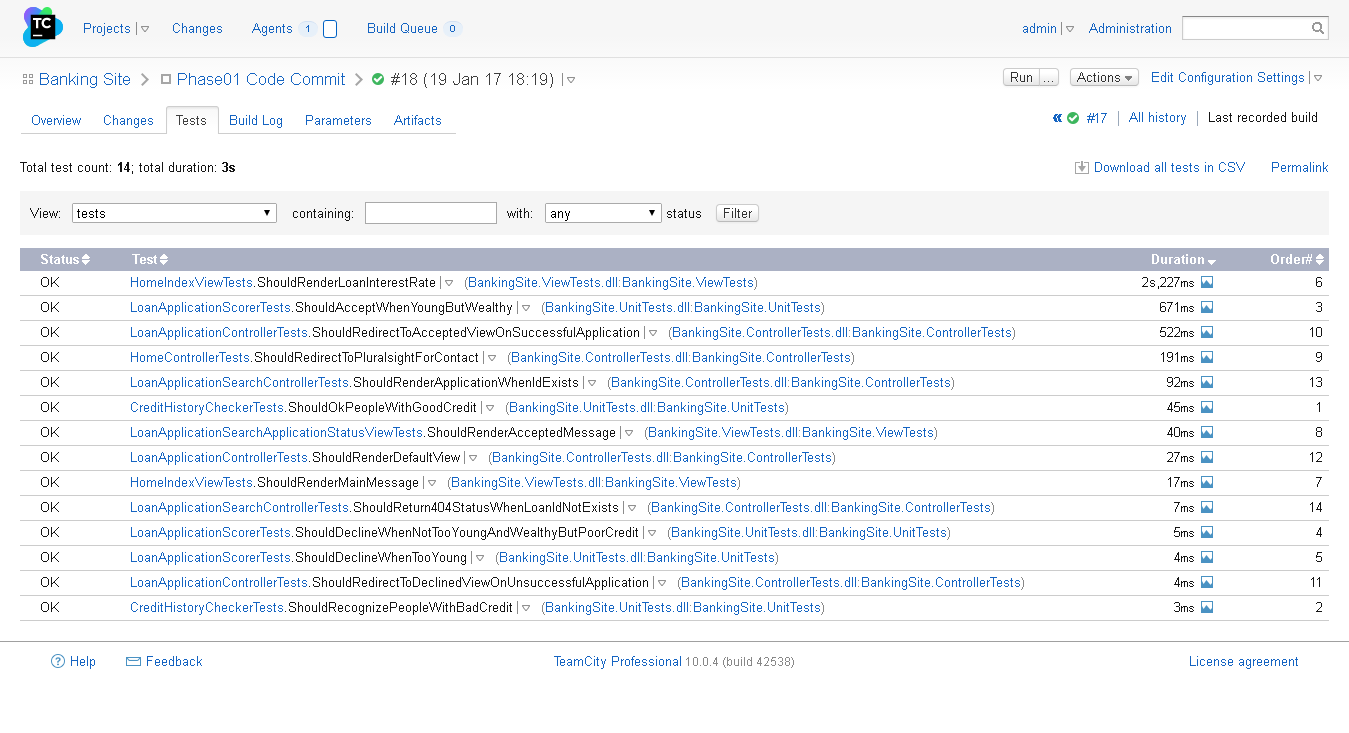 TC Projects Changes Agents 1 Build Queue 0 admin Administration
Banking Site Phase01 Code Commit #18 (19 Jan 17 18:19) Run ... Actions Edit Configuration Settings
Overview Changes Tests Build Log Parameters Artifacts « #17 All history Last recorded build
Total test count: 14; total duration: 3s Download all tests in CSV Permalink
View: tests containing: with: any status Filter
Status Test Duration Order#
OK HomeIndexViewTests.ShouldRenderLoanInterestRate (BankingSite.ViewTests.dll:BankingSite.ViewTests) 2s,227ms 6
OK LoanApplicationScorerTests.ShouldAcceptWhenYoungButWealthy (BankingSite.UnitTests.dll:BankingSite.UnitTests) 671ms 3
OK LoanApplicationControllerTests.ShouldRedirectToAcceptedViewOnSuccessfulApplication (BankingSite.ControllerTests.dll:BankingSite.ControllerTests) 522ms 10
OK HomeControllerTests.ShouldRedirectToPluralsightForContact (BankingSite.ControllerTests.dll:BankingSite.ControllerTests) 191ms 9
OK LoanApplicationSearchControllerTests.ShouldRenderApplicationWhenIdExists (BankingSite.ControllerTests.dll:BankingSite.ControllerTests) 92ms 13
OK CreditHistoryCheckerTests.ShouldOkPeopleWithGoodCredit (BankingSite.UnitTests.dll:BankingSite.UnitTests) 45ms 1
OK LoanApplicationSearchApplicationStatusViewTests.ShouldRenderAcceptedMessage (BankingSite.ViewTests.dll:BankingSite.ViewTests) 40ms 8
OK LoanApplicationControllerTests.ShouldRenderDefaultView (BankingSite.ControllerTests.dll:BankingSite.ControllerTests) 27ms 12
OK HomeIndexViewTests.ShouldRenderMainMessage (BankingSite.ViewTests.dll:BankingSite.ViewTests) 17ms 7
OK LoanApplicationSearchControllerTests.ShouldReturn404StatusWhenLoanIdNotExists (BankingSite.ControllerTests.dll:BankingSite.ControllerTests) 7ms 14
OK LoanApplicationScorerTests.ShouldDeclineWhenNotTooYoungAndWealthyButPoorCredit (BankingSite.UnitTests.dll:BankingSite.UnitTests) 5ms 4
OK LoanApplicationScorerTests.ShouldDeclineWhenTooYoung (BankingSite.UnitTests.dll:BankingSite.UnitTests) 4ms 5
OK LoanApplicationControllerTests.ShouldRedirectToDeclinedViewOnUnsuccessfulApplication (BankingSite.ControllerTests.dll:BankingSite.ControllerTests) 4ms 11
OK CreditHistoryCheckerTests.ShouldRecognizePeopleWithBadCredit (BankingSite.UnitTests.dll:BankingSite.UnitTests) 3ms 2
Help Feedback TeamCity Professional 10.0.4 (build 42538) License agreement